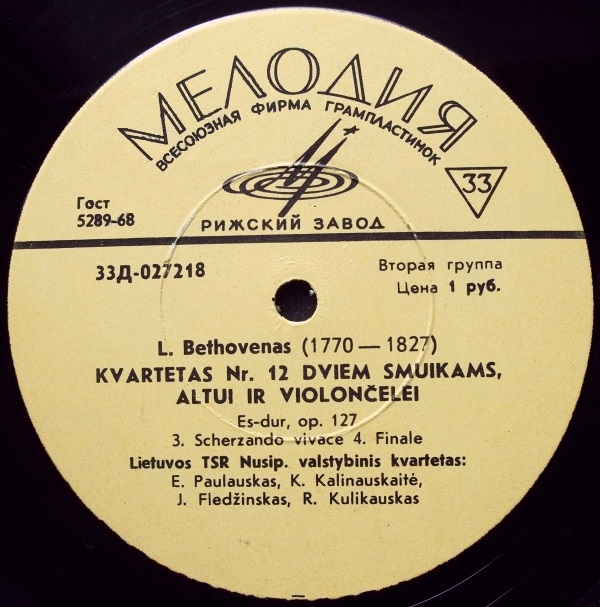 МЕЛОДИЯ
ВСЕСОЮЗНАЯ ФИРМА ГРАМПЛАСТИНОК
33
Гост
5289-68
РИЖСКИЙ ЗАВОД
33Д-027218
Вторая группа
Цена 1 руб.
L. Bethovenas (1770 — 1827)
KVARTETAS Nr. 12 DVIEM SMUIKAMS,
ALTUI IR VIOLONČELEI
Es-dur, op. 127
3. Scherzando vivace 4. Finale
Lietuvos TSR Nusip. valstybinis kvartetas:
E. Paulauskas, K. Kalinauskaitė,
J. Fledžinskas, R. Kulikauskas